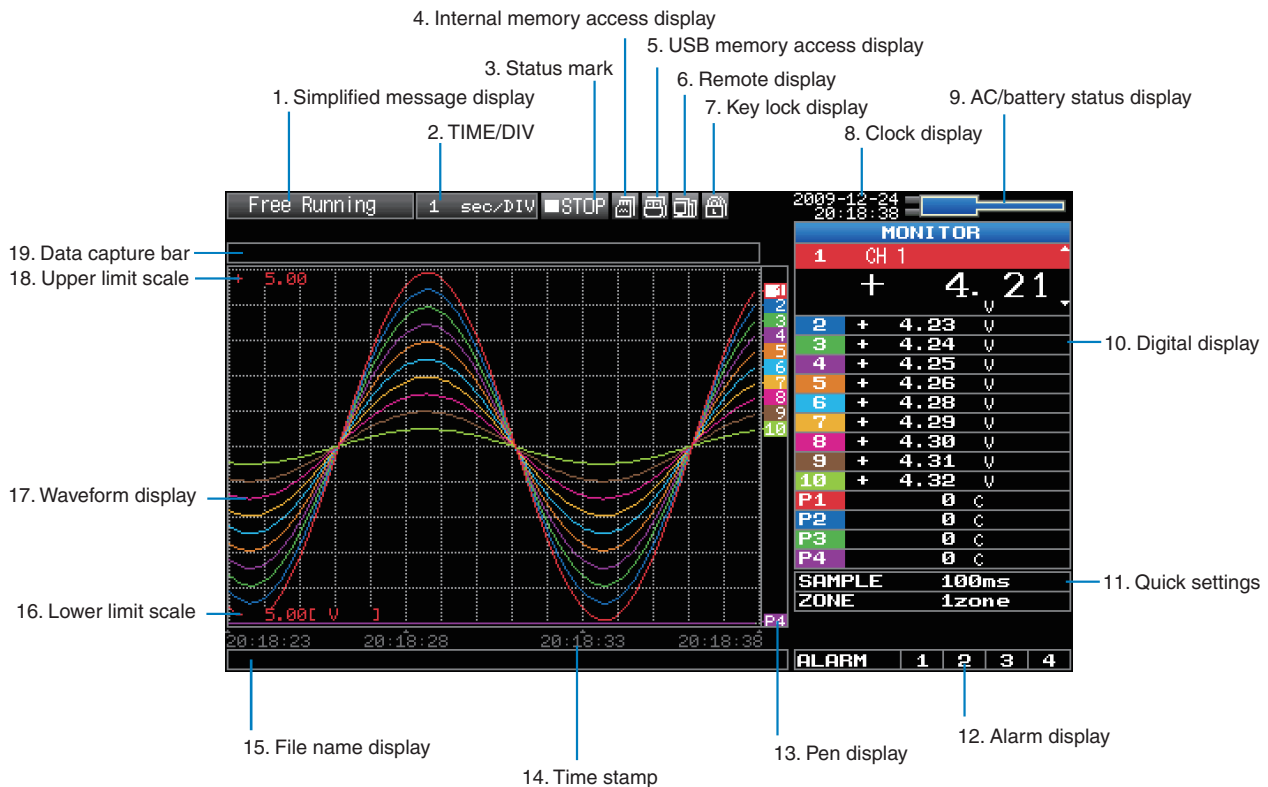 4. Internal memory access display
5. USB memory access display
3. Status mark
6. Remote display
1. Simplified message display
7. Key lock display
9. AC/battery status display
2. TIME/DIV
8. Clock display
Free Running
1 sec/DIV
STOP
2009-12-24
20:18:38
MONITOR
19. Data capture bar
18. Upper limit scale
+ 5.00
1 CH 1
+ 4.21 V
2 + 4.23 V
3 + 4.24 V
4 + 4.25 V
5 + 4.26 V
6 + 4.28 V
7 + 4.29 V
8 + 4.30 V
9 + 4.31 V
10 + 4.32 V
P1 0 C
P2 0 C
P3 0 C
P4 0 C
1
2
3
4
5
6
7
8
9
10
10. Digital display
17. Waveform display
SAMPLE 100ms
ZONE 1zone
11. Quick settings
16. Lower limit scale
- 5.00[ V ]
P4
20:18:23 20:18:28 20:18:33 20:18:38
ALARM 1 2 3 4
15. File name display
14. Time stamp
13. Pen display
12. Alarm display